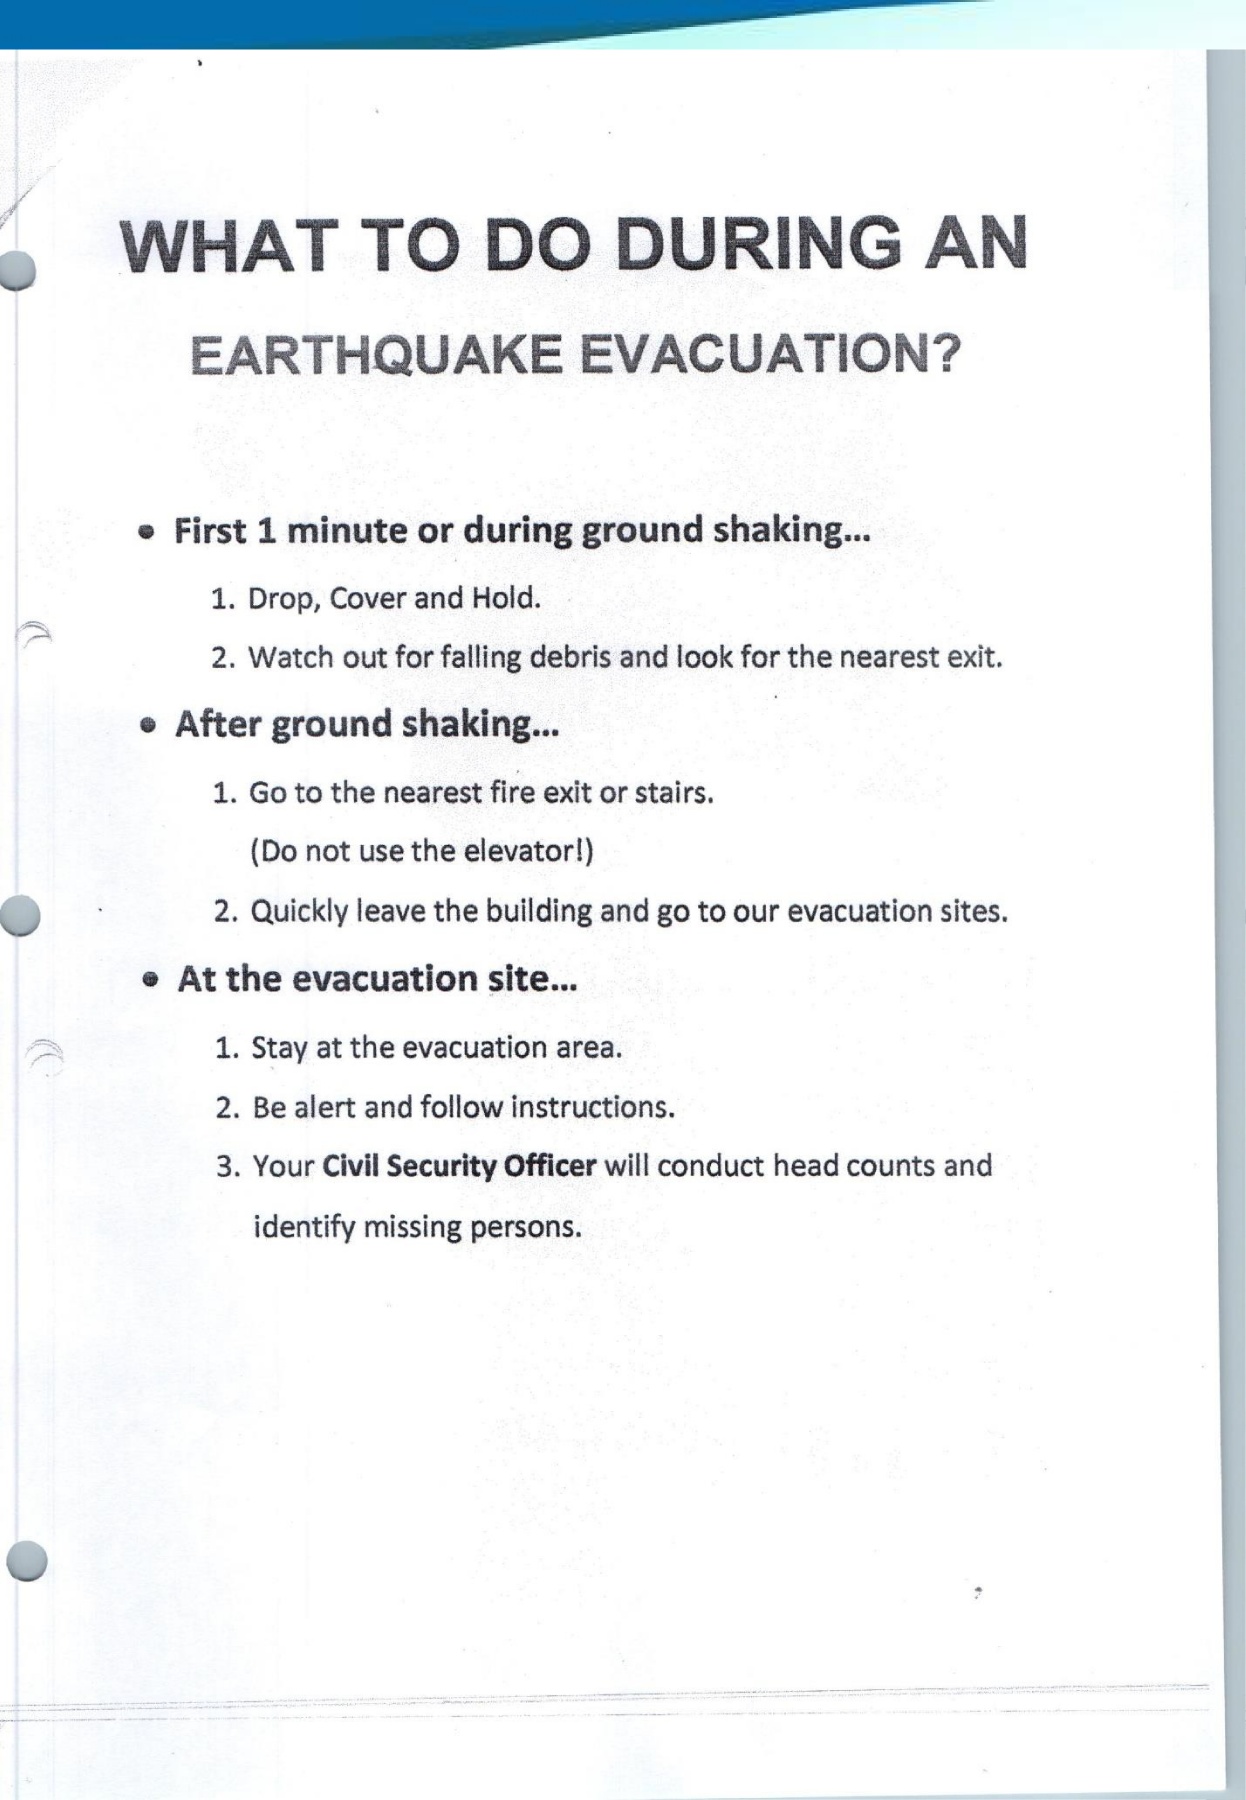 WHAT TO DO DURING AN
EARTHQUAKE EVACUATION?
• First 1 minute or during ground shaking...
1. Drop, Cover and Hold.
2. Watch out for falling debris and look for the nearest exit.
• After ground shaking...
1. Go to the nearest fire exit or stairs.
(Do not use the elevator!)
2. Quickly leave the building and go to our evacuation sites.
• At the evacuation site...
1. Stay at the evacuation area.
2. Be alert and follow instructions.
3. Your Civil Security Officer will conduct head counts and
identify missing persons.